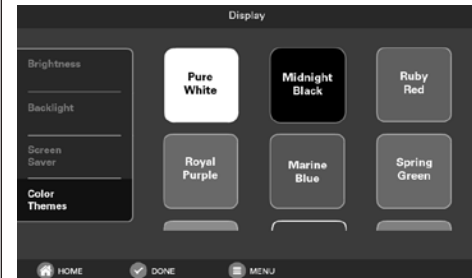 Display
Brightness
Backlight
Screen
Saver
Color
Themes
Pure
White
Midnight
Black
Ruby
Red
Royal
Purple
Marine
Blue
Spring
Green
HOME
DONE
MENU